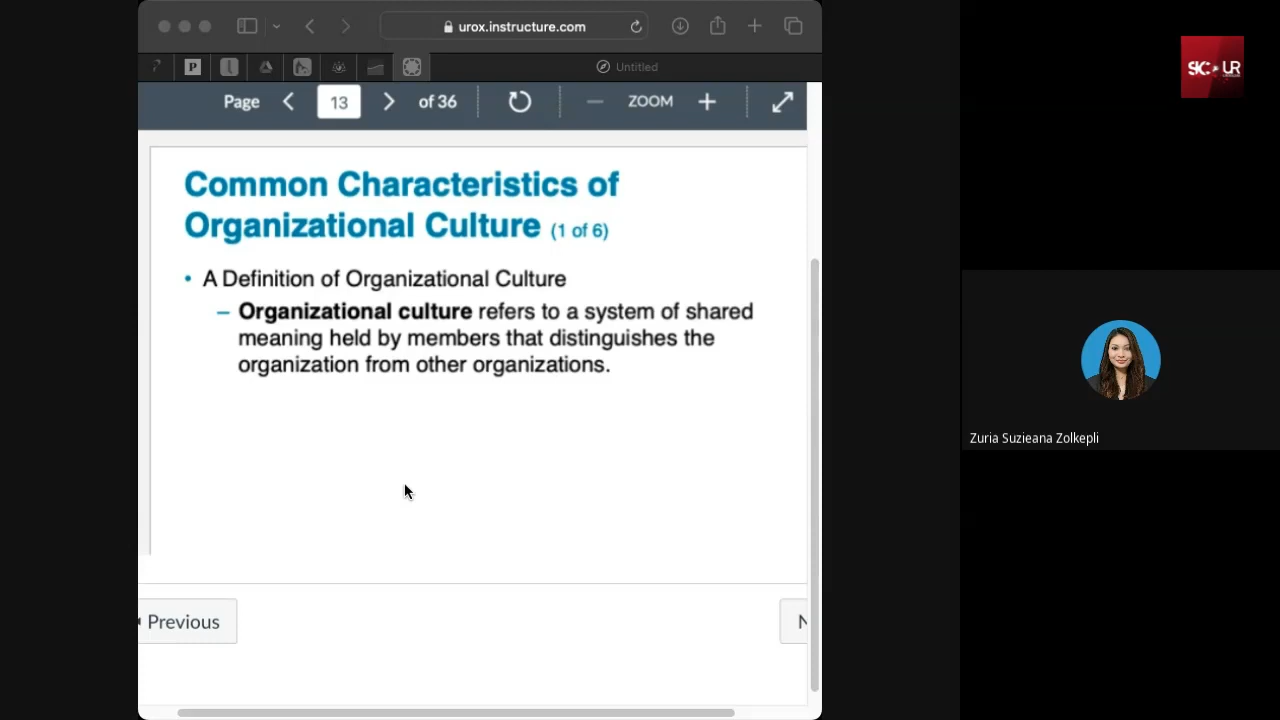 urox.instructure.com
Untitled
Page 13 of 36 ZOOM
Common Characteristics of
Organizational Culture (1 of 6)
• A Definition of Organizational Culture
– Organizational culture refers to a system of shared
meaning held by members that distinguishes the
organization from other organizations.
Previous
N
Zuria Suzieana Zolkepli
UR